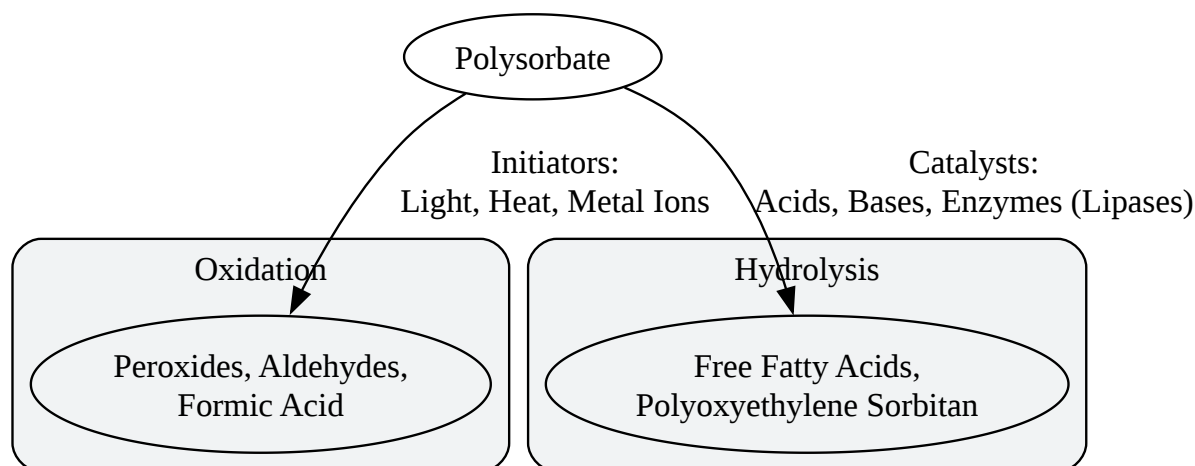 Polysorbate
Initiators:
Light, Heat, Metal Ions
Catalysts:
Acids, Bases, Enzymes (Lipases)
Oxidation
Peroxides, Aldehydes,
Formic Acid
Hydrolysis
Free Fatty Acids,
Polyoxyethylene Sorbitan